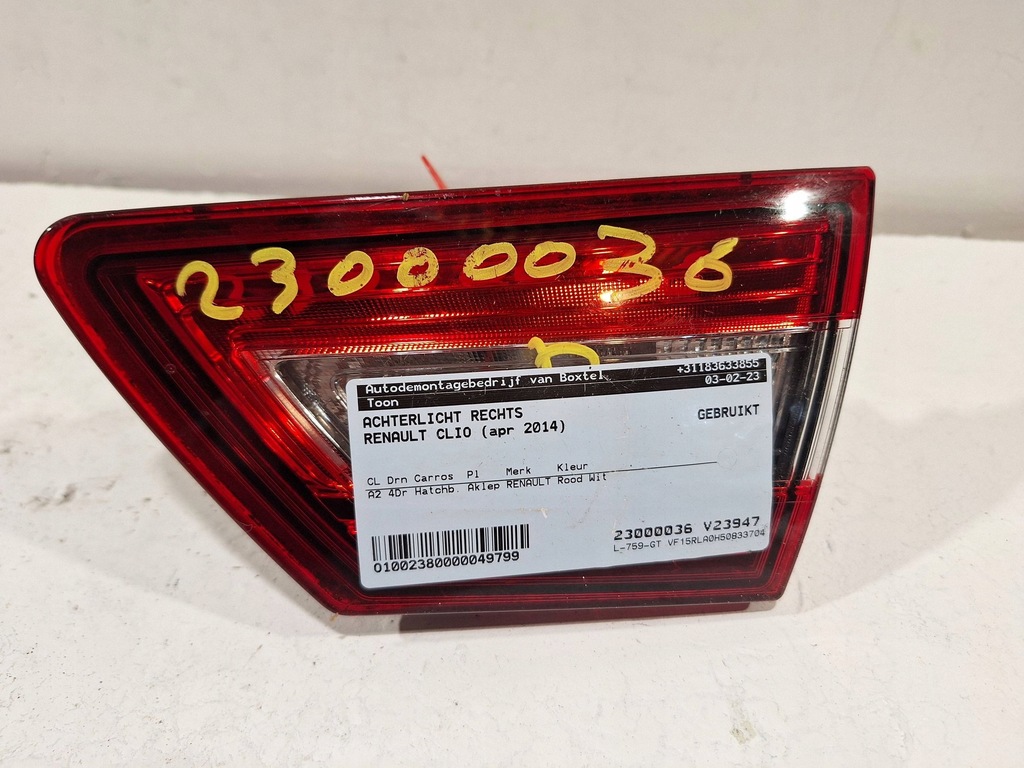 23000036
Autodemontagebedrijf van Boxtel +31183633855
Toon 03-02-23
ACHTERLICHT RECHTS GEBRUIKT
RENAULT CLIO (apr 2014)
CL Drn Carros Pl Merk Kleur
A2 4Dr Hatchb. Aklep RENAULT Rood Wit
23000036 V23947
L-759-GT VF15RLA0H50833704
01002380000049799